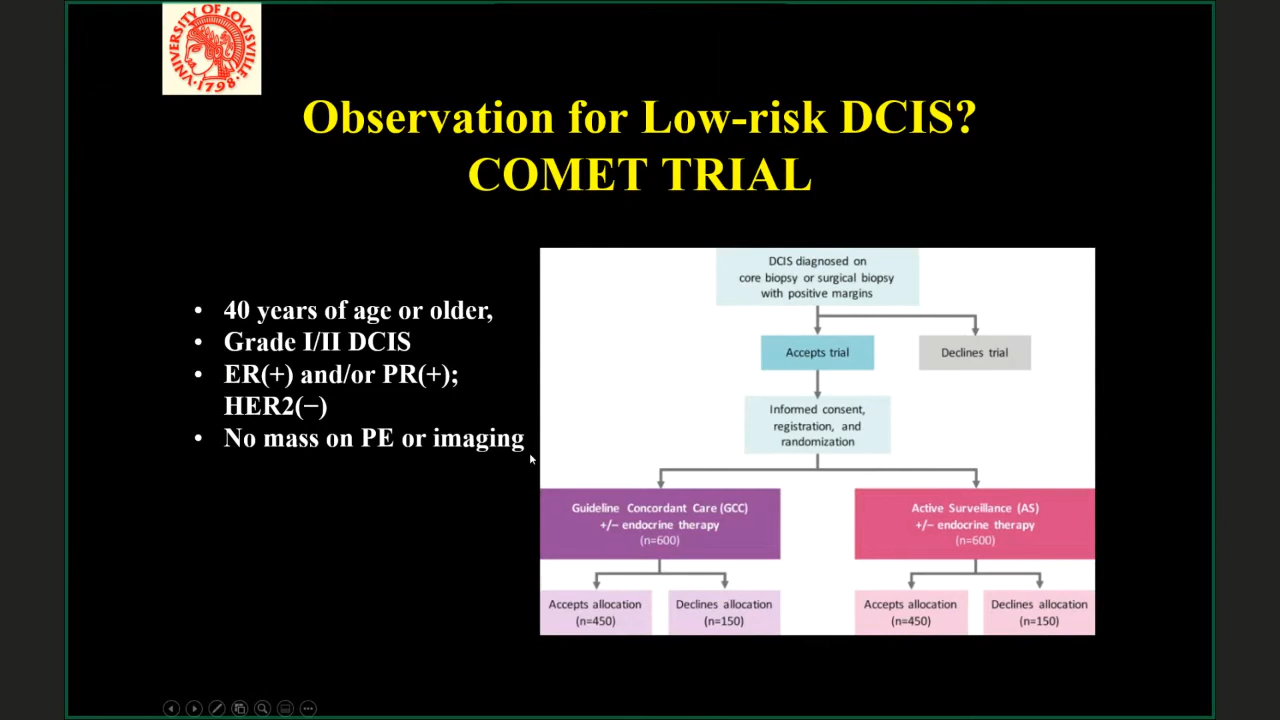 VNIVERSITY OF LOVISVILLE
·1798·
Observation for Low-risk DCIS?
COMET TRIAL
• 40 years of age or older,
• Grade I/II DCIS
• ER(+) and/or PR(+);
HER2(−)
• No mass on PE or imaging
DCIS diagnosed on
core biopsy or surgical biopsy
with positive margins
Accepts trial
Declines trial
Informed consent,
registration, and
randomization
Guideline Concordant Care (GCC)
+/− endocrine therapy
(n=600)
Active Surveillance (AS)
+/− endocrine therapy
(n=600)
Accepts allocation
(n=450)
Declines allocation
(n=150)
Accepts allocation
(n=450)
Declines allocation
(n=150)